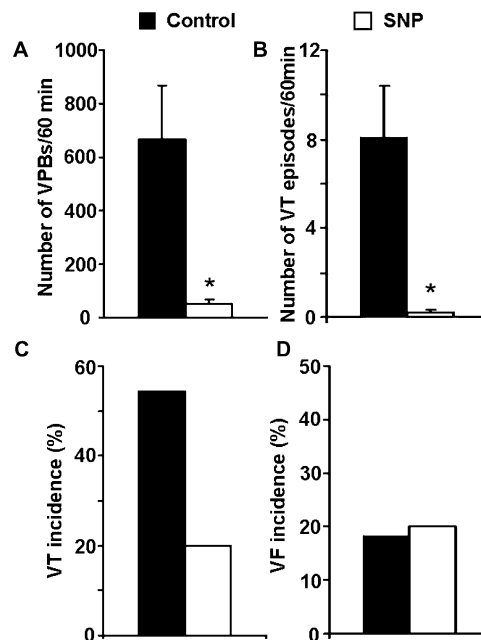 Control SNP
A
Number of VPBs/60 min
1000
800
600
400
200
0
*
B
Number of VT episodes/60min
12
8
4
0
*
C
VT incidence (%)
60
40
20
0
D
VF incidence (%)
50
40
30
20
10
0